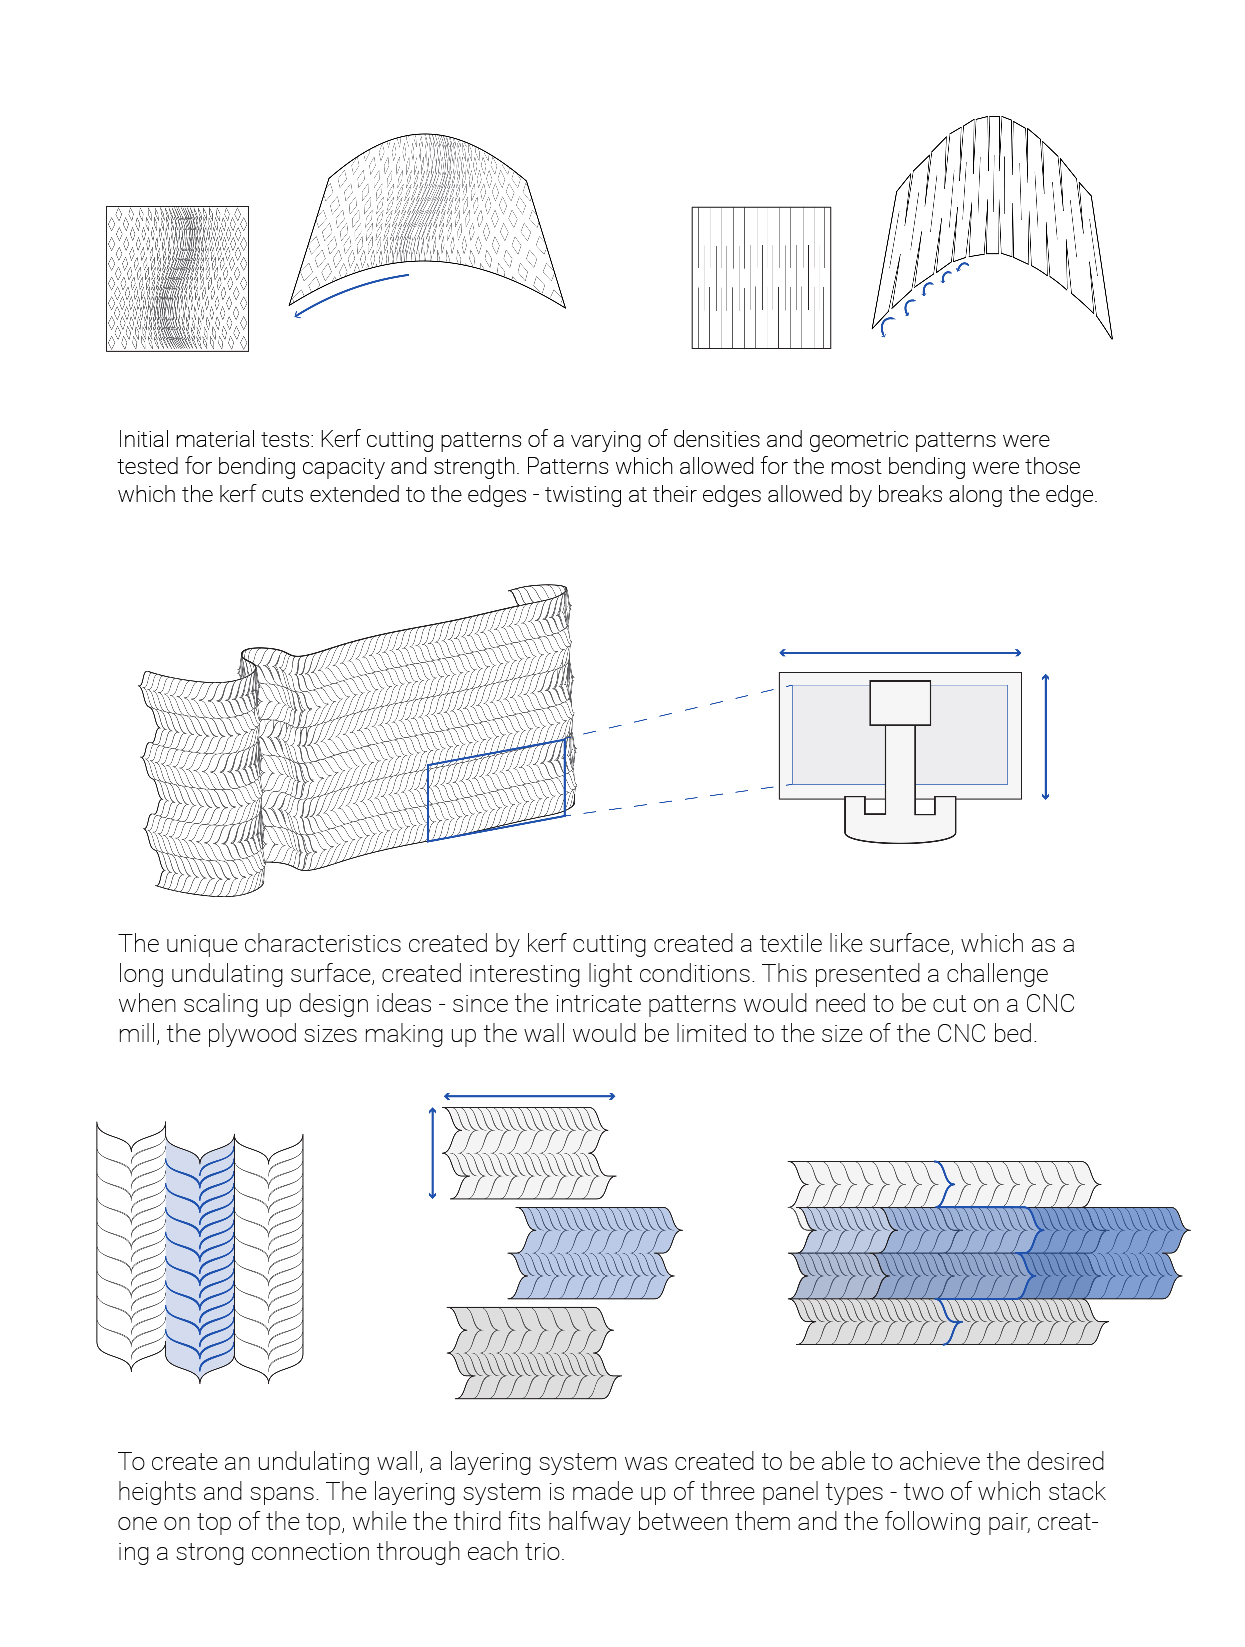 Initial material tests: Kerf cutting patterns of a varying of densities and geometric patterns were
tested for bending capacity and strength. Patterns which allowed for the most bending were those
which the kerf cuts extended to the edges - twisting at their edges allowed by breaks along the edge.
The unique characteristics created by kerf cutting created a textile like surface, which as a
long undulating surface, created interesting light conditions. This presented a challenge
when scaling up design ideas - since the intricate patterns would need to be cut on a CNC
mill, the plywood sizes making up the wall would be limited to the size of the CNC bed.
To create an undulating wall, a layering system was created to be able to achieve the desired
heights and spans. The layering system is made up of three panel types - two of which stack
one on top of the top, while the third fits halfway between them and the following pair, creat-
ing a strong connection through each trio.